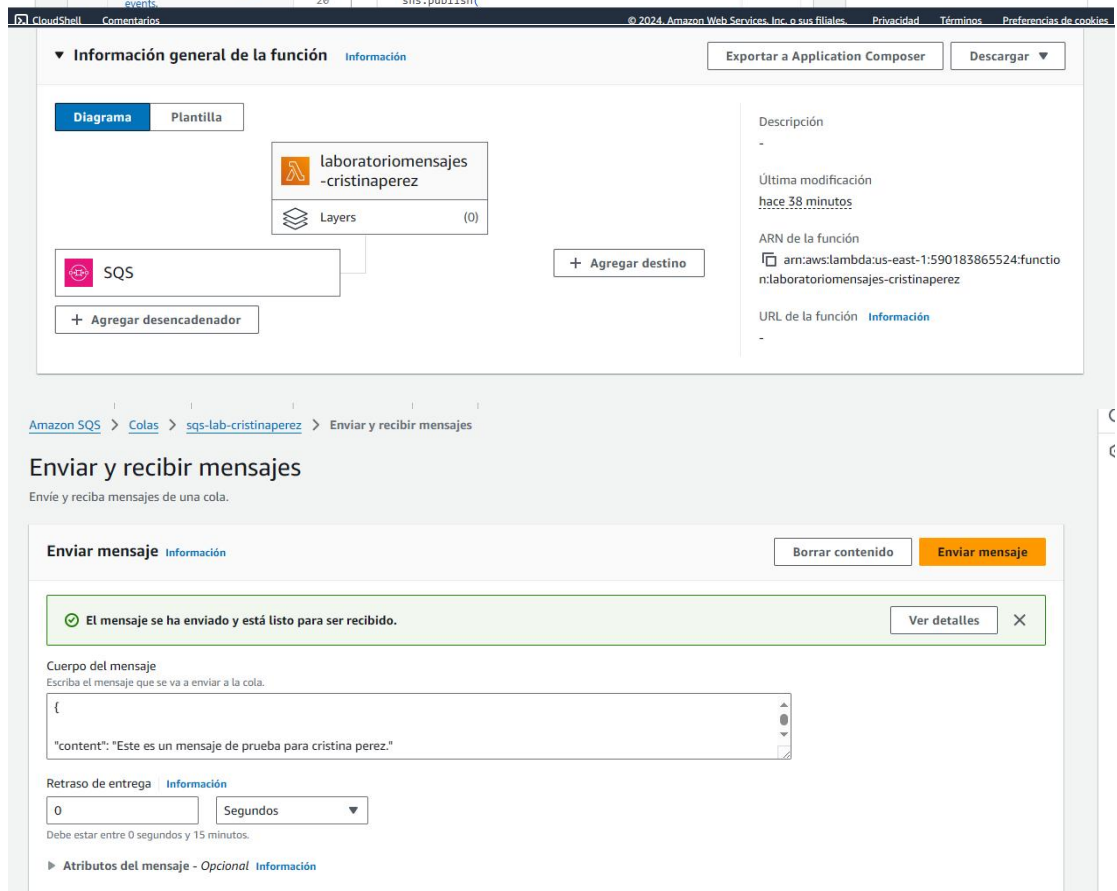 events.
20
sns.publish(
CloudShell Comentarios © 2024, Amazon Web Services, Inc. o sus filiales. Privacidad Términos Preferencias de cookies
Información general de la función Información
Exportar a Application Composer
Descargar
Diagrama
Plantilla
laboratoriomensajes
-cristinaperez
Layers (0)
SQS
+ Agregar desencadenador
+ Agregar destino
Descripción
-
Última modificación
hace 38 minutos
ARN de la función
arn:aws:lambda:us-east-1:590183865524:functio
n:laboratoriomensajes-cristinaperez
URL de la función Información
-
Amazon SQS > Colas > sqs-lab-cristinaperez > Enviar y recibir mensajes
Enviar y recibir mensajes
Envíe y reciba mensajes de una cola.
Enviar mensaje Información
Borrar contenido
Enviar mensaje
El mensaje se ha enviado y está listo para ser recibido.
Ver detalles
Cuerpo del mensaje
Escriba el mensaje que se va a enviar a la cola.
{
"content": "Este es un mensaje de prueba para cristina perez."
Retraso de entrega Información
0
Segundos
Debe estar entre 0 segundos y 15 minutos.
Atributos del mensaje - Opcional Información